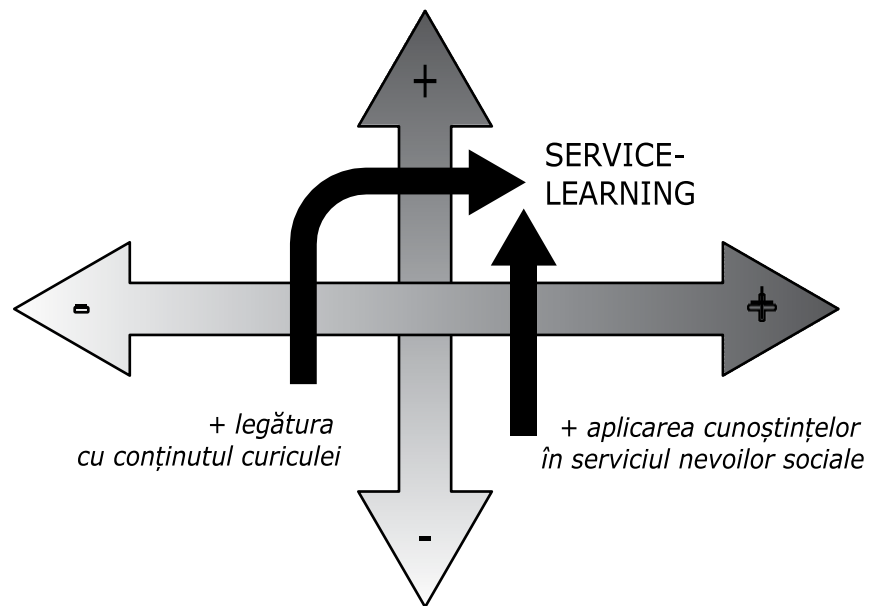 +
SERVICE-
LEARNING
-
+
+ legătura
cu conținutul curiculei
+ aplicarea cunoștințelor
în serviciul nevoilor sociale
-